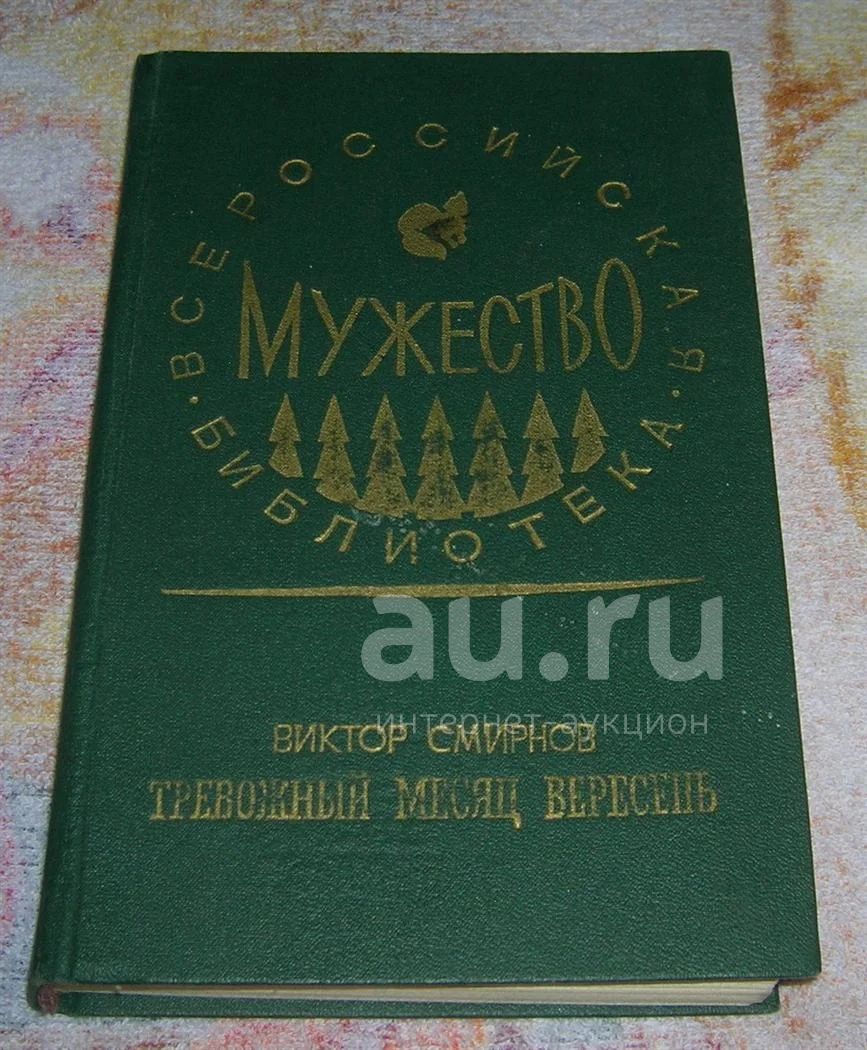 ВСЕРОССИЙСКАЯ
МУЖЕСТВО
· БИБЛИОТЕКА ·
au.ru
интернет-аукцион
ВИКТОР СМИРНОВ
ТРЕВОЖНЫЙ МЕСЯЦ ВЕРЕСЕНЬ